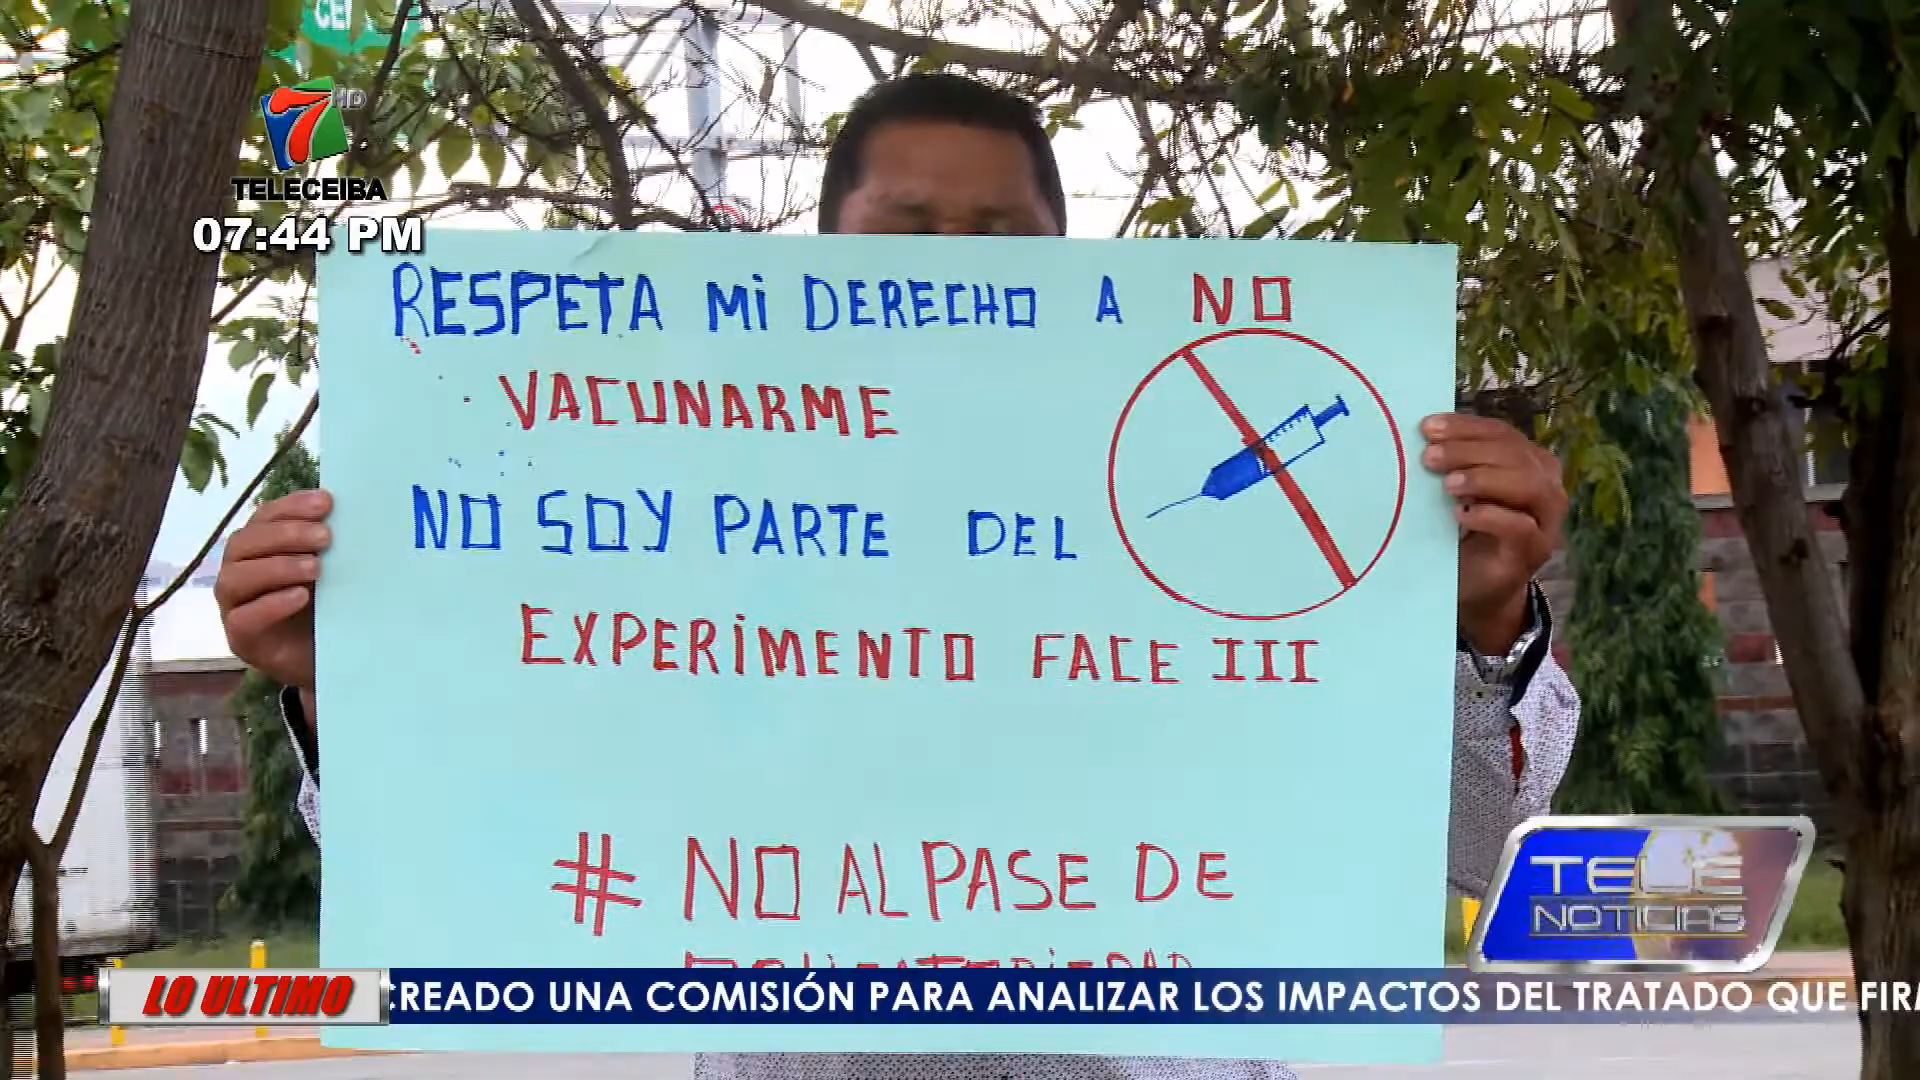 7HD
TELECEIBA
07:44 PM
RESPETA Mi DERECHO A NO
VACUNARME
NO SOY PARTE DEL
EXPERiMENTO FACE III
# NO AL PASE DE
TELE
NOTICIAS
LO ULTIMO
CREADO UNA COMISIÓN PARA ANALIZAR LOS IMPACTOS DEL TRATADO QUE